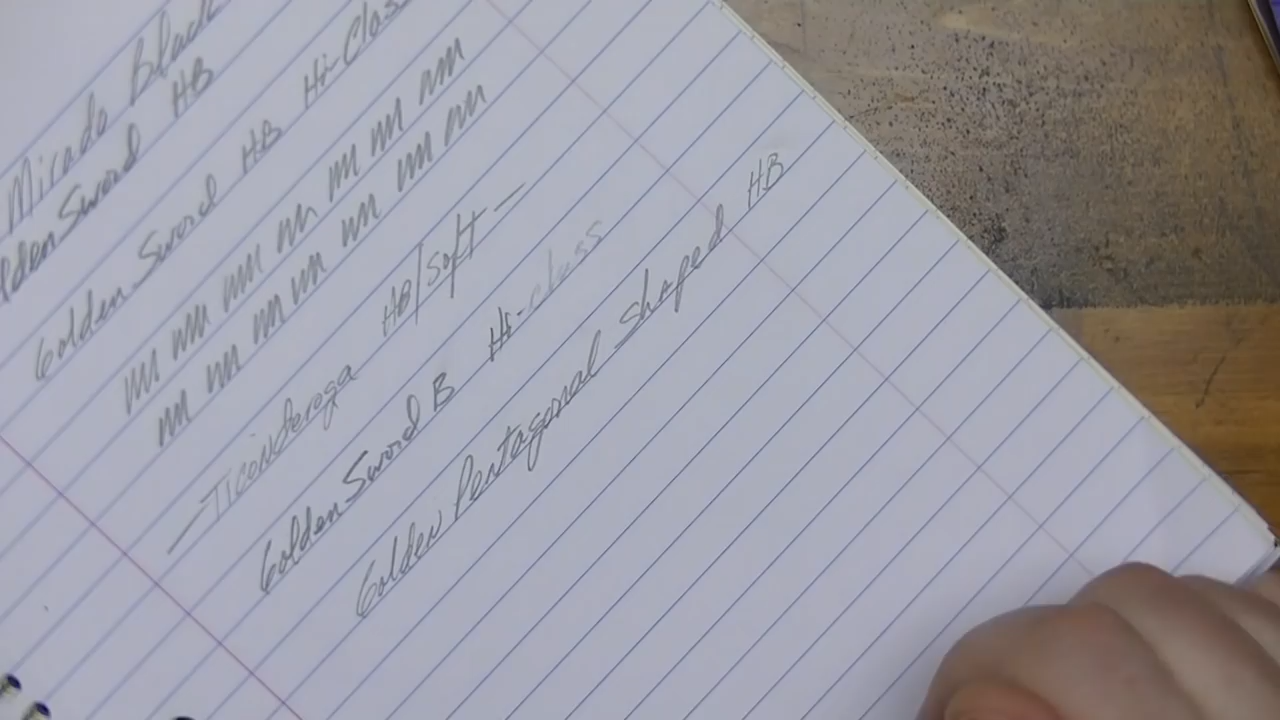 Mirado Black
Golden Sword HB
Golden Sword HB Hi-Class
— Ticonderoga HB/Soft —
Golden Sword B Hi-class
Golden Pentagonal Shaped HB